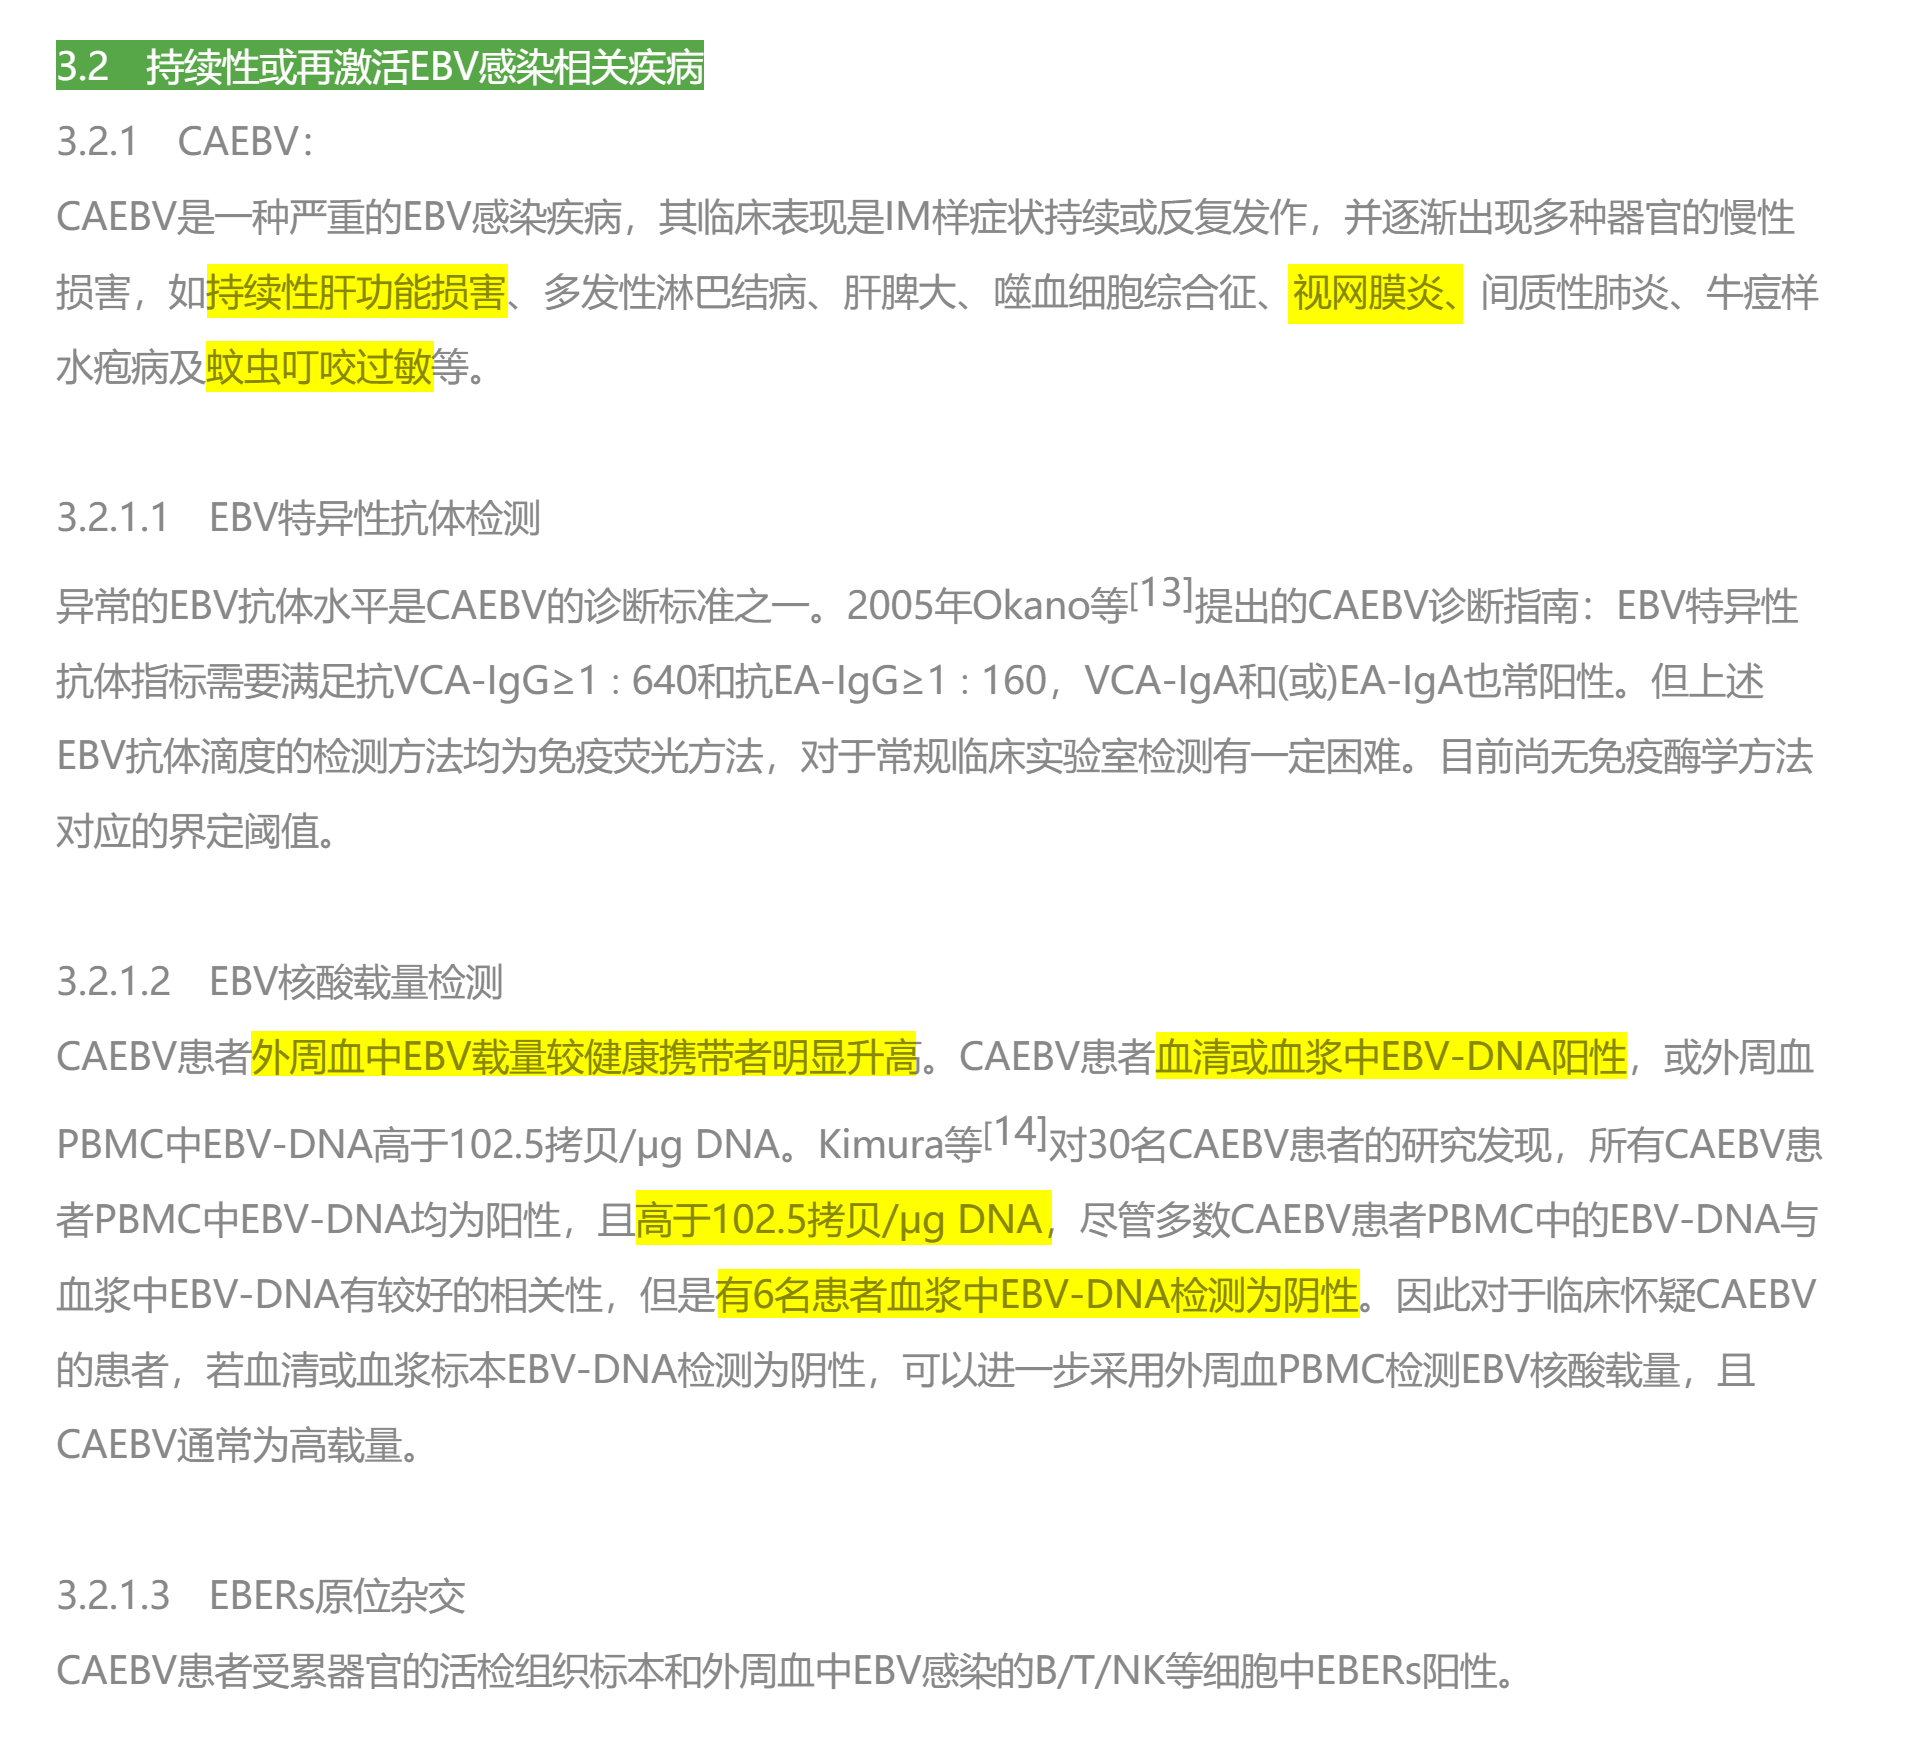 3.2　持续性或再激活EBV感染相关疾病
3.2.1　CAEBV：
CAEBV是一种严重的EBV感染疾病，其临床表现是IM样症状持续或反复发作，并逐渐出现多种器官的慢性
损害，如持续性肝功能损害、多发性淋巴结病、肝脾大、噬血细胞综合征、视网膜炎、间质性肺炎、牛痘样
水疱病及蚊虫叮咬过敏等。
3.2.1.1　EBV特异性抗体检测
异常的EBV抗体水平是CAEBV的诊断标准之一。2005年Okano等[13]提出的CAEBV诊断指南：EBV特异性
抗体指标需要满足抗VCA-IgG≥1∶640和抗EA-IgG≥1∶160，VCA-IgA和(或)EA-IgA也常阳性。但上述
EBV抗体滴度的检测方法均为免疫荧光方法，对于常规临床实验室检测有一定困难。目前尚无免疫酶学方法
对应的界定阈值。
3.2.1.2　EBV核酸载量检测
CAEBV患者外周血中EBV载量较健康携带者明显升高。CAEBV患者血清或血浆中EBV-DNA阳性，或外周血
PBMC中EBV-DNA高于102.5拷贝/μg DNA。Kimura等[14]对30名CAEBV患者的研究发现，所有CAEBV患
者PBMC中EBV-DNA均为阳性，且高于102.5拷贝/μg DNA，尽管多数CAEBV患者PBMC中的EBV-DNA与
血浆中EBV-DNA有较好的相关性，但是有6名患者血浆中EBV-DNA检测为阴性。因此对于临床怀疑CAEBV
的患者，若血清或血浆标本EBV-DNA检测为阴性，可以进一步采用外周血PBMC检测EBV核酸载量，且
CAEBV通常为高载量。
3.2.1.3　EBERs原位杂交
CAEBV患者受累器官的活检组织标本和外周血中EBV感染的B/T/NK等细胞中EBERs阳性。